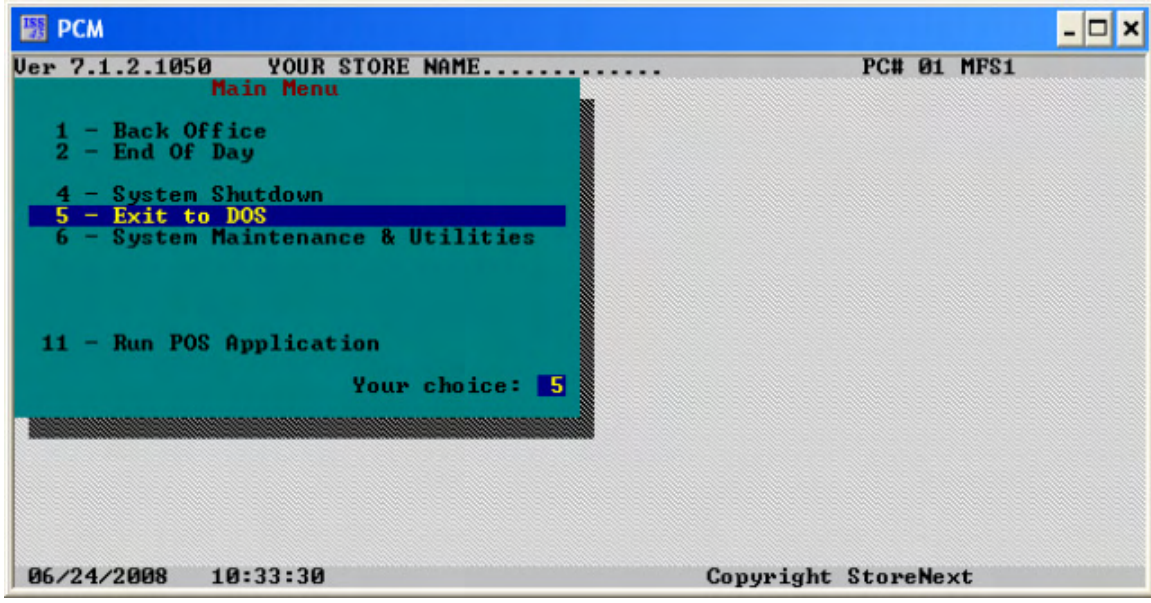 ISS
45
PCM
Ver 7.1.2.1050 YOUR STORE NAME............. PC# 01 MFS1
Main Menu
1 - Back Office
2 - End Of Day
4 - System Shutdown
5 - Exit to DOS
6 - System Maintenance & Utilities
11 - Run POS Application
Your choice: 5
06/24/2008 10:33:30 Copyright StoreNext